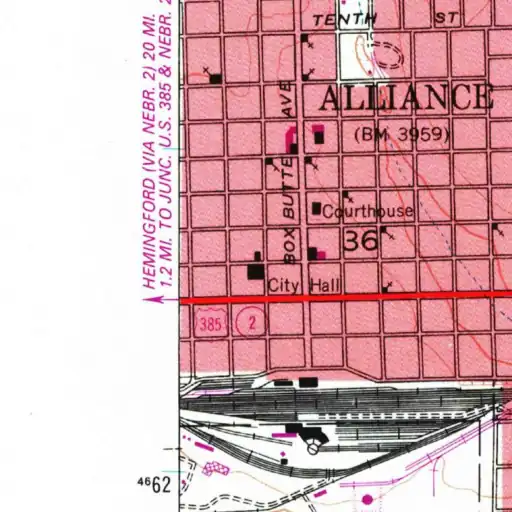 HEMINGFORD (VIA NEBR. 2) 20 MI.
1.2 MI. TO JUNC. U.S. 385 & NEBR. 2
TENTH ST
ALLIANCE
(BM 3959)
BOX BUTTE AVE
Courthouse
36
City Hall
385
2
4662